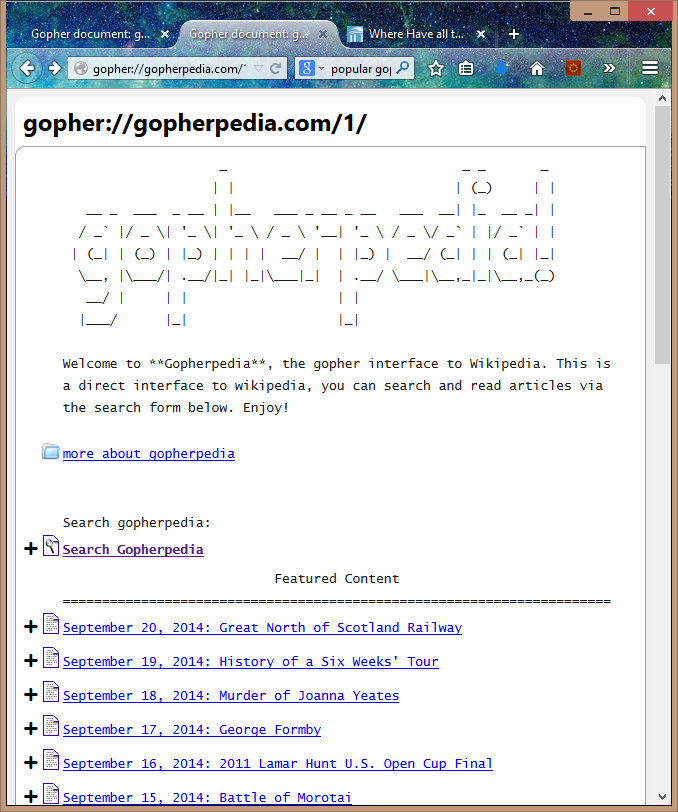 Gopher document: g...
Gopher document: g...
Where Have all t...
gopher://gopherpedia.com/1
popular go
gopher://gopherpedia.com/1/
gopherpedia!
Welcome to **Gopherpedia**, the gopher interface to Wikipedia. This is
a direct interface to wikipedia, you can search and read articles via
the search form below. Enjoy!
more about gopherpedia
Search gopherpedia:
Search Gopherpedia
Featured Content
======================================================================
September 20, 2014: Great North of Scotland Railway
September 19, 2014: History of a Six Weeks' Tour
September 18, 2014: Murder of Joanna Yeates
September 17, 2014: George Formby
September 16, 2014: 2011 Lamar Hunt U.S. Open Cup Final
September 15, 2014: Battle of Morotai